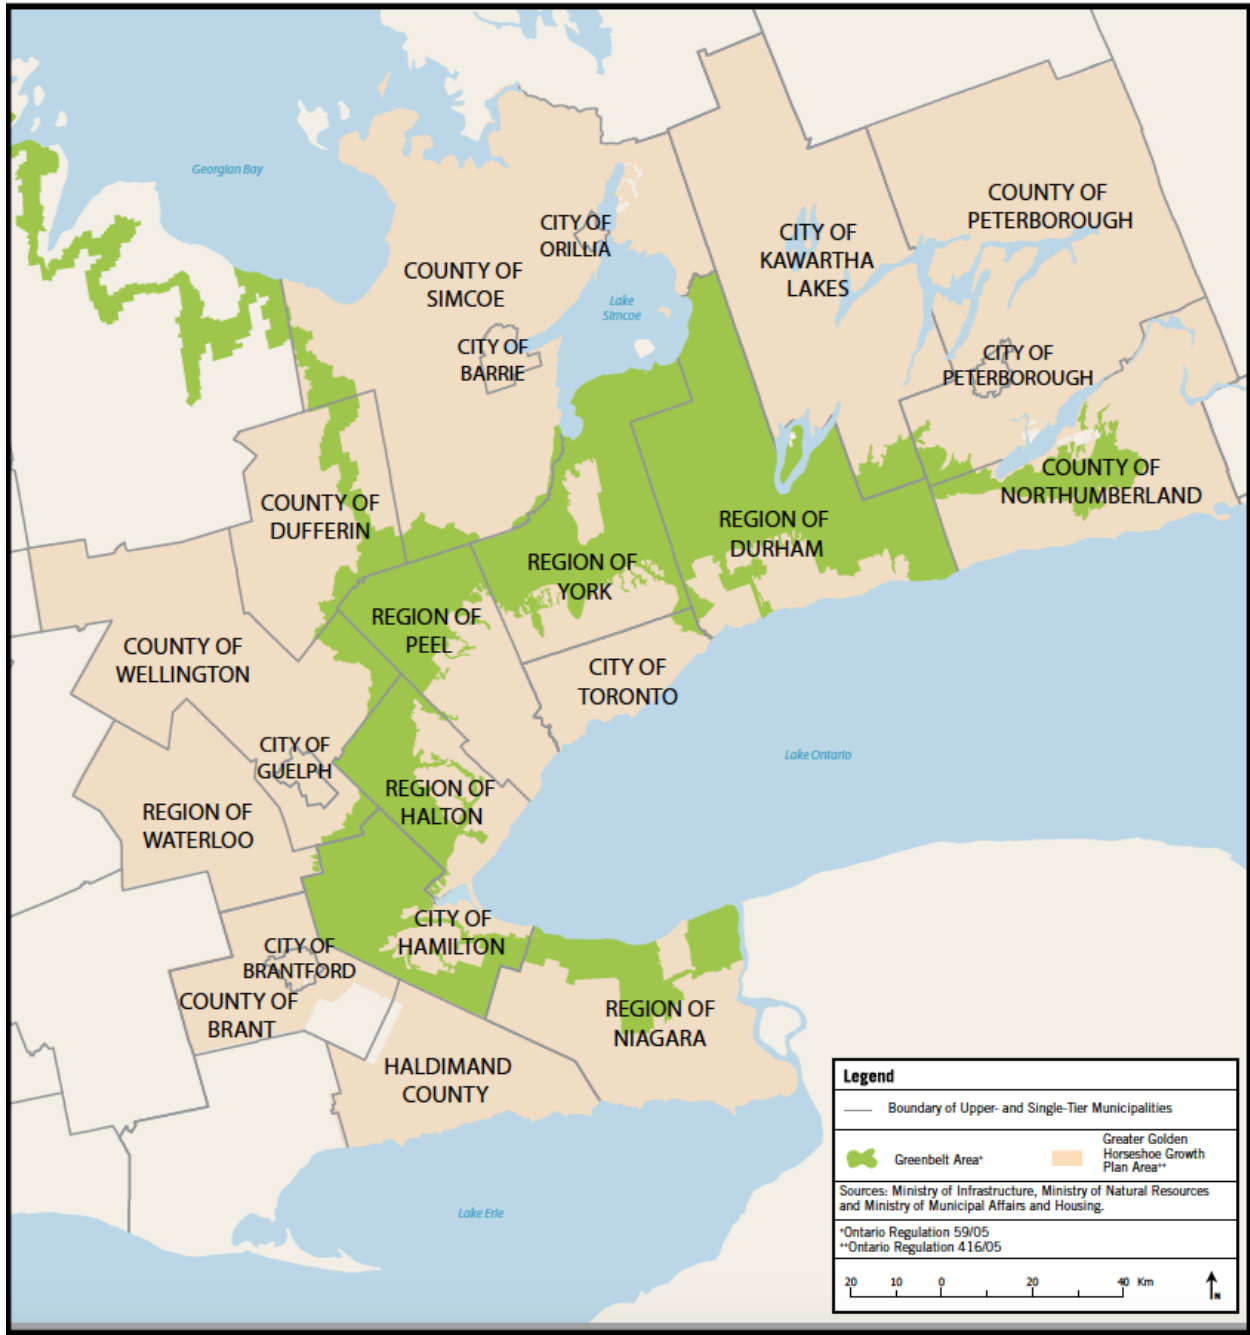 Georgian Bay
COUNTY OF
PETERBOROUGH
CITY OF
ORILLIA
CITY OF
KAWARTHA
LAKES
COUNTY OF
SIMCOE
Lake
Simcoe
CITY OF
BARRIE
CITY OF
PETERBOROUGH
COUNTY OF
NORTHUMBERLAND
COUNTY OF
DUFFERIN
REGION OF
DURHAM
REGION OF
YORK
REGION OF
PEEL
COUNTY OF
WELLINGTON
CITY OF
TORONTO
CITY OF
GUELPH
Lake Ontario
REGION OF
HALTON
REGION OF
WATERLOO
CITY OF
HAMILTON
CITY OF
BRANTFORD
COUNTY OF
BRANT
REGION OF
NIAGARA
HALDIMAND
COUNTY
Lake Erie
Legend
Boundary of Upper- and Single-Tier Municipalities
Greenbelt Area+
Greater Golden
Horseshoe Growth
Plan Area++
Sources: Ministry of Infrastructure, Ministry of Natural Resources
and Ministry of Municipal Affairs and Housing.
+Ontario Regulation 59/05
++Ontario Regulation 416/05
20 10 0 20 40 Km
N